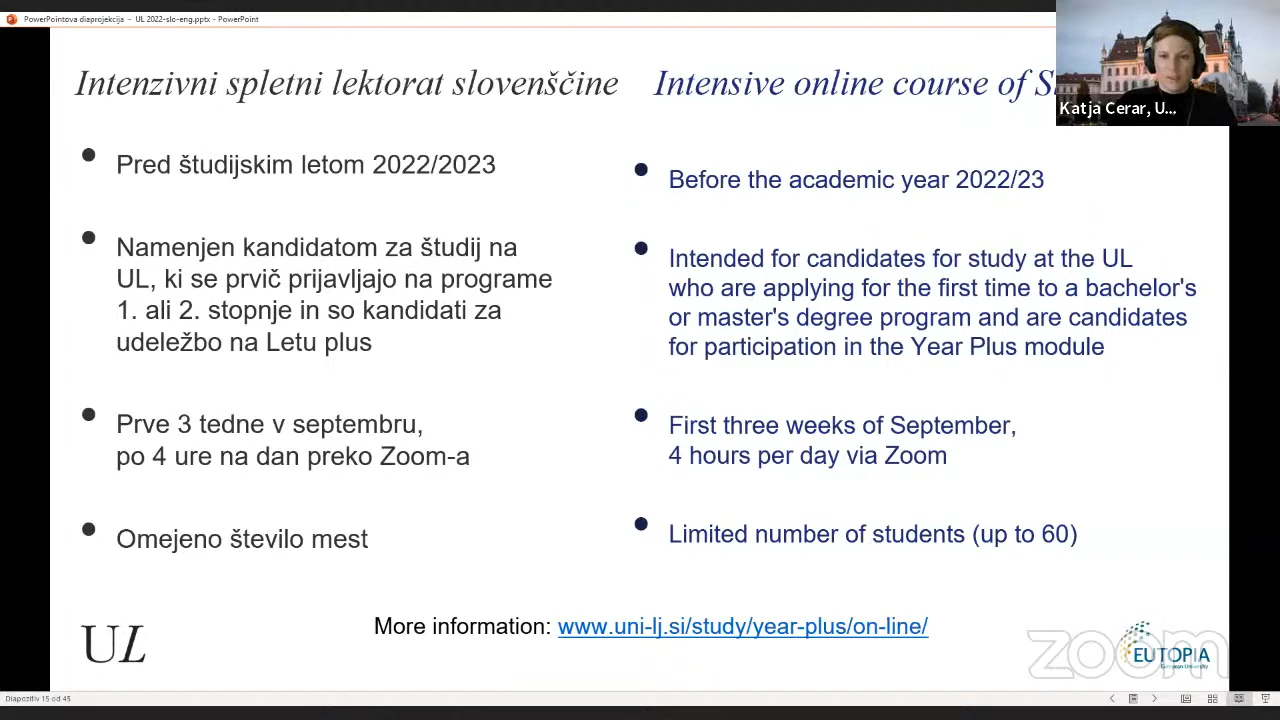 PowerPointova diaprojekcija - UL 2022-slo-eng.pptx - PowerPoint
Intenzivni spletni lektorat slovenščine
Pred študijskim letom 2022/2023
Namenjen kandidatom za študij na
UL, ki se prvič prijavljajo na programe
1. ali 2. stopnje in so kandidati za
udeležbo na Letu plus
Prve 3 tedne v septembru,
po 4 ure na dan preko Zoom-a
Omejeno število mest
Intensive online course of S
Before the academic year 2022/23
Intended for candidates for study at the UL
who are applying for the first time to a bachelor's
or master's degree program and are candidates
for participation in the Year Plus module
First three weeks of September,
4 hours per day via Zoom
Limited number of students (up to 60)
Katja Cerar, U...
More information: www.uni-lj.si/study/year-plus/on-line/
UL
zoom
EUTOPIA
European University
Diapozitiv 15 od 45